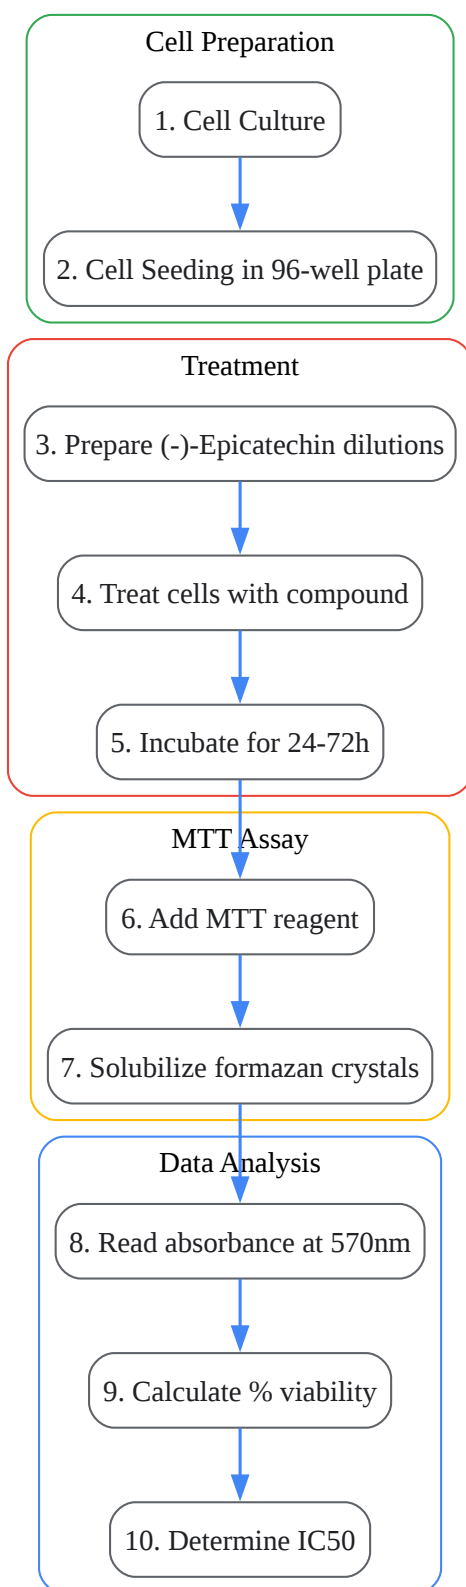 Cell Preparation
1. Cell Culture
2. Cell Seeding in 96-well plate
Treatment
3. Prepare (-)-Epicatechin dilutions
4. Treat cells with compound
5. Incubate for 24-72h
MTT Assay
6. Add MTT reagent
7. Solubilize formazan crystals
Data Analysis
8. Read absorbance at 570nm
9. Calculate % viability
10. Determine IC50